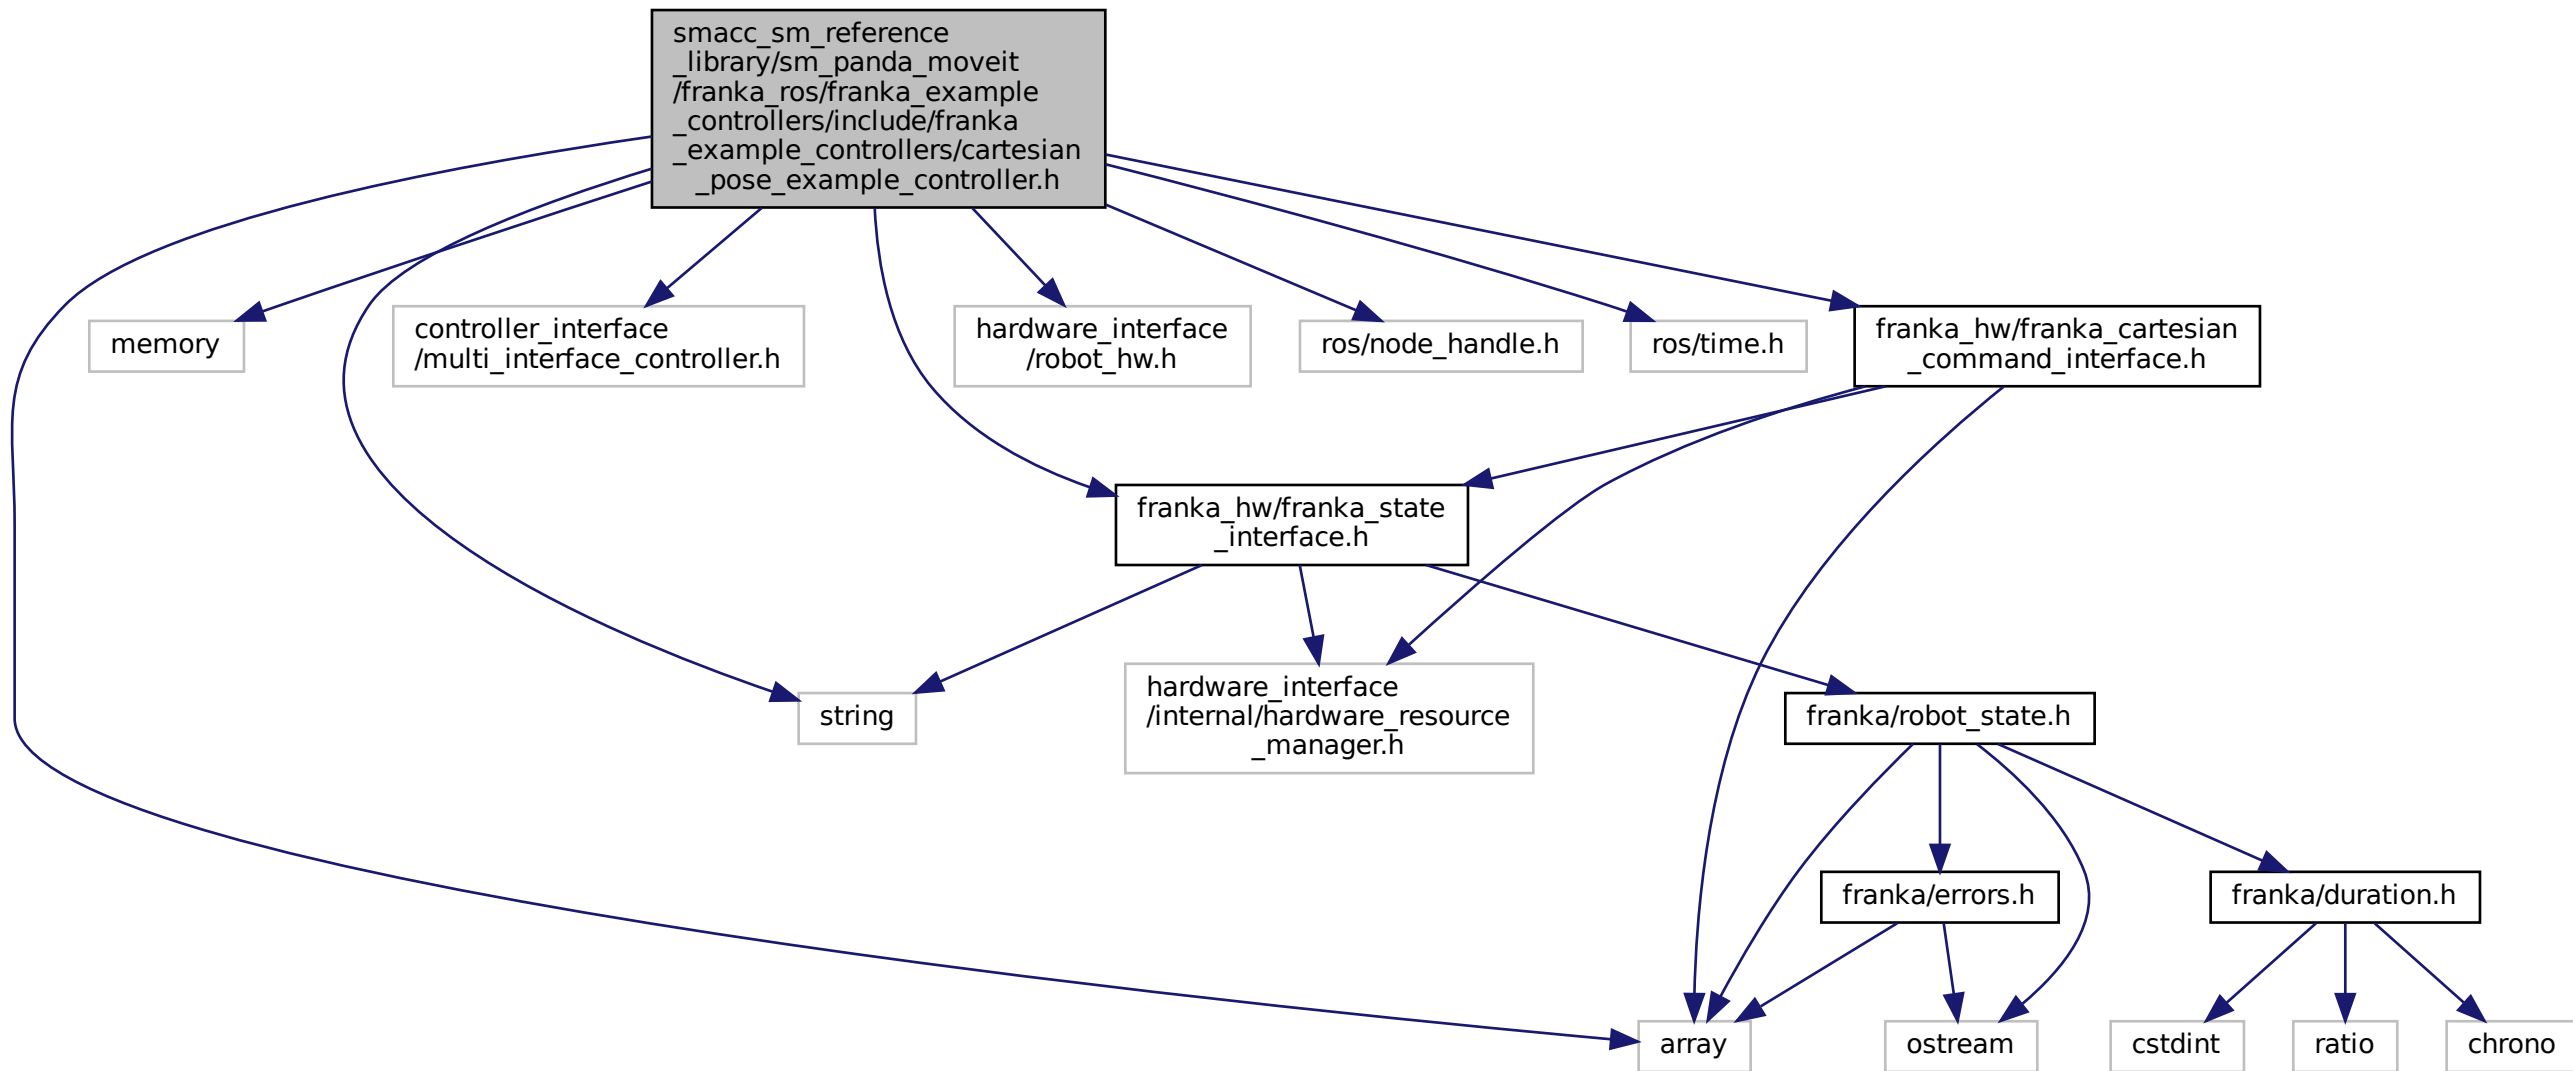 smacc_sm_reference
_library/sm_panda_moveit
/franka_ros/franka_example
_controllers/include/franka
_example_controllers/cartesian
_pose_example_controller.h
memory
controller_interface
/multi_interface_controller.h
hardware_interface
/robot_hw.h
ros/node_handle.h
ros/time.h
franka_hw/franka_cartesian
_command_interface.h
franka_hw/franka_state
_interface.h
string
hardware_interface
/internal/hardware_resource
_manager.h
franka/robot_state.h
franka/errors.h
franka/duration.h
array
ostream
cstdint
ratio
chrono